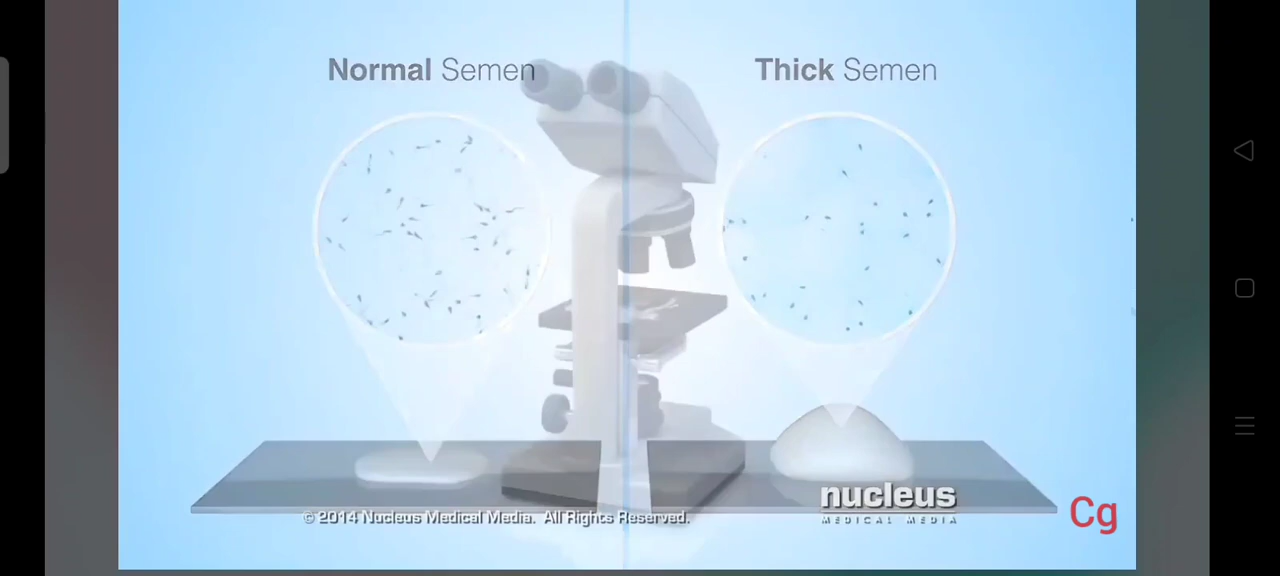 Normal Semen
Thick Semen
nucleus
MEDICAL MEDIA
© 2014 Nucleus Medical Media. All Rights Reserved.
Cg